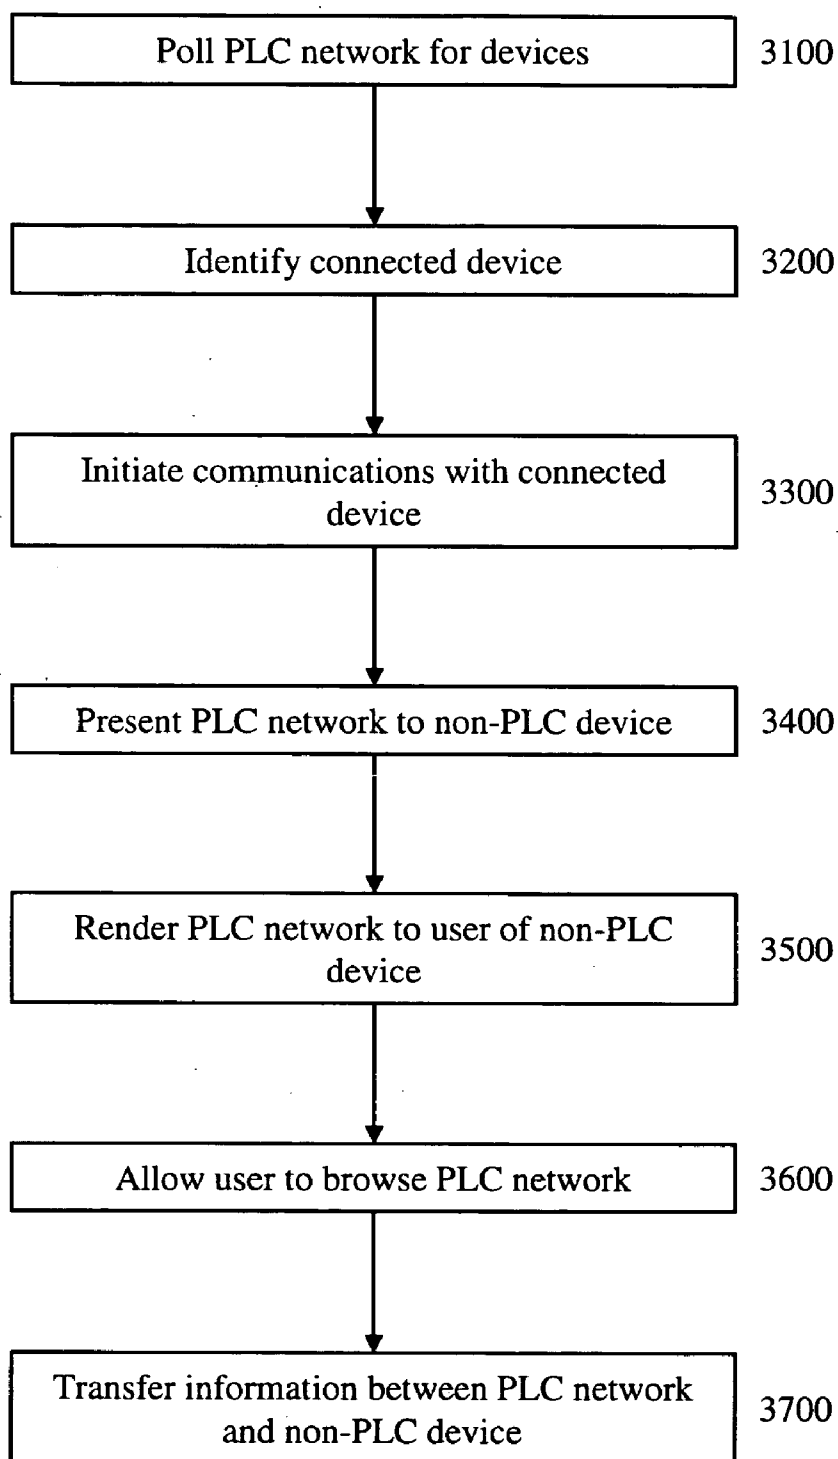 Poll PLC network for devices 3100
Identify connected device 3200
Initiate communications with connected
device
3300
Present PLC network to non-PLC device 3400
Render PLC network to user of non-PLC
device
3500
Allow user to browse PLC network 3600
Transfer information between PLC network
and non-PLC device
3700